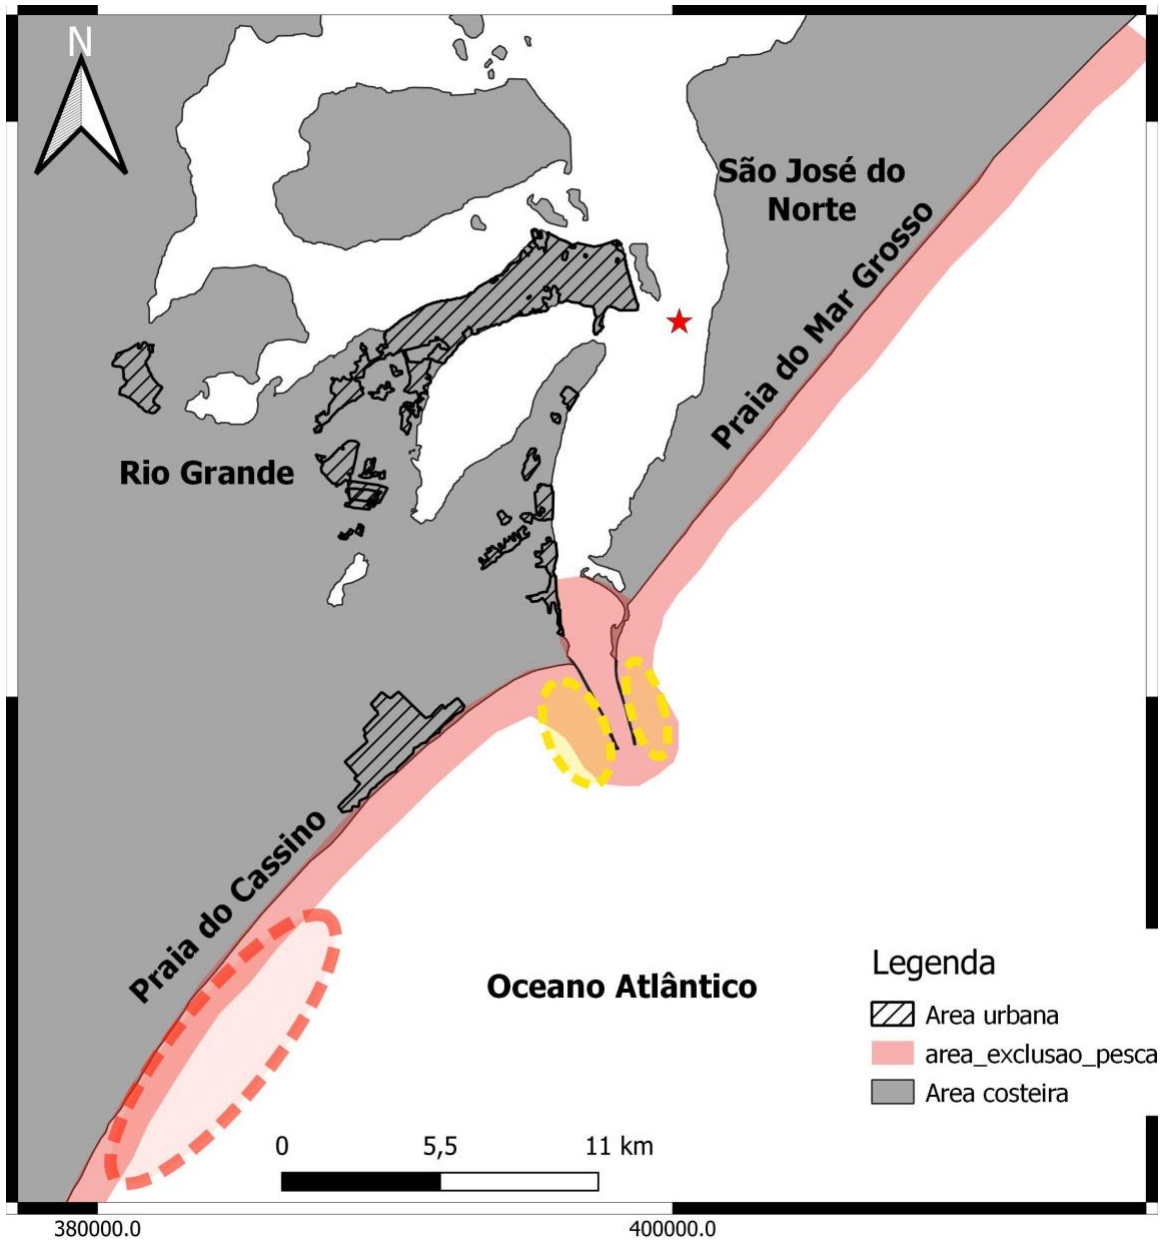 N
São José do
Norte
Praia do Mar Grosso
Rio Grande
Praia do Cassino
Oceano Atlântico
Legenda
Area urbana
area_exclusao_pesca
Area costeira
0 5,5 11 km
380000.0 400000.0